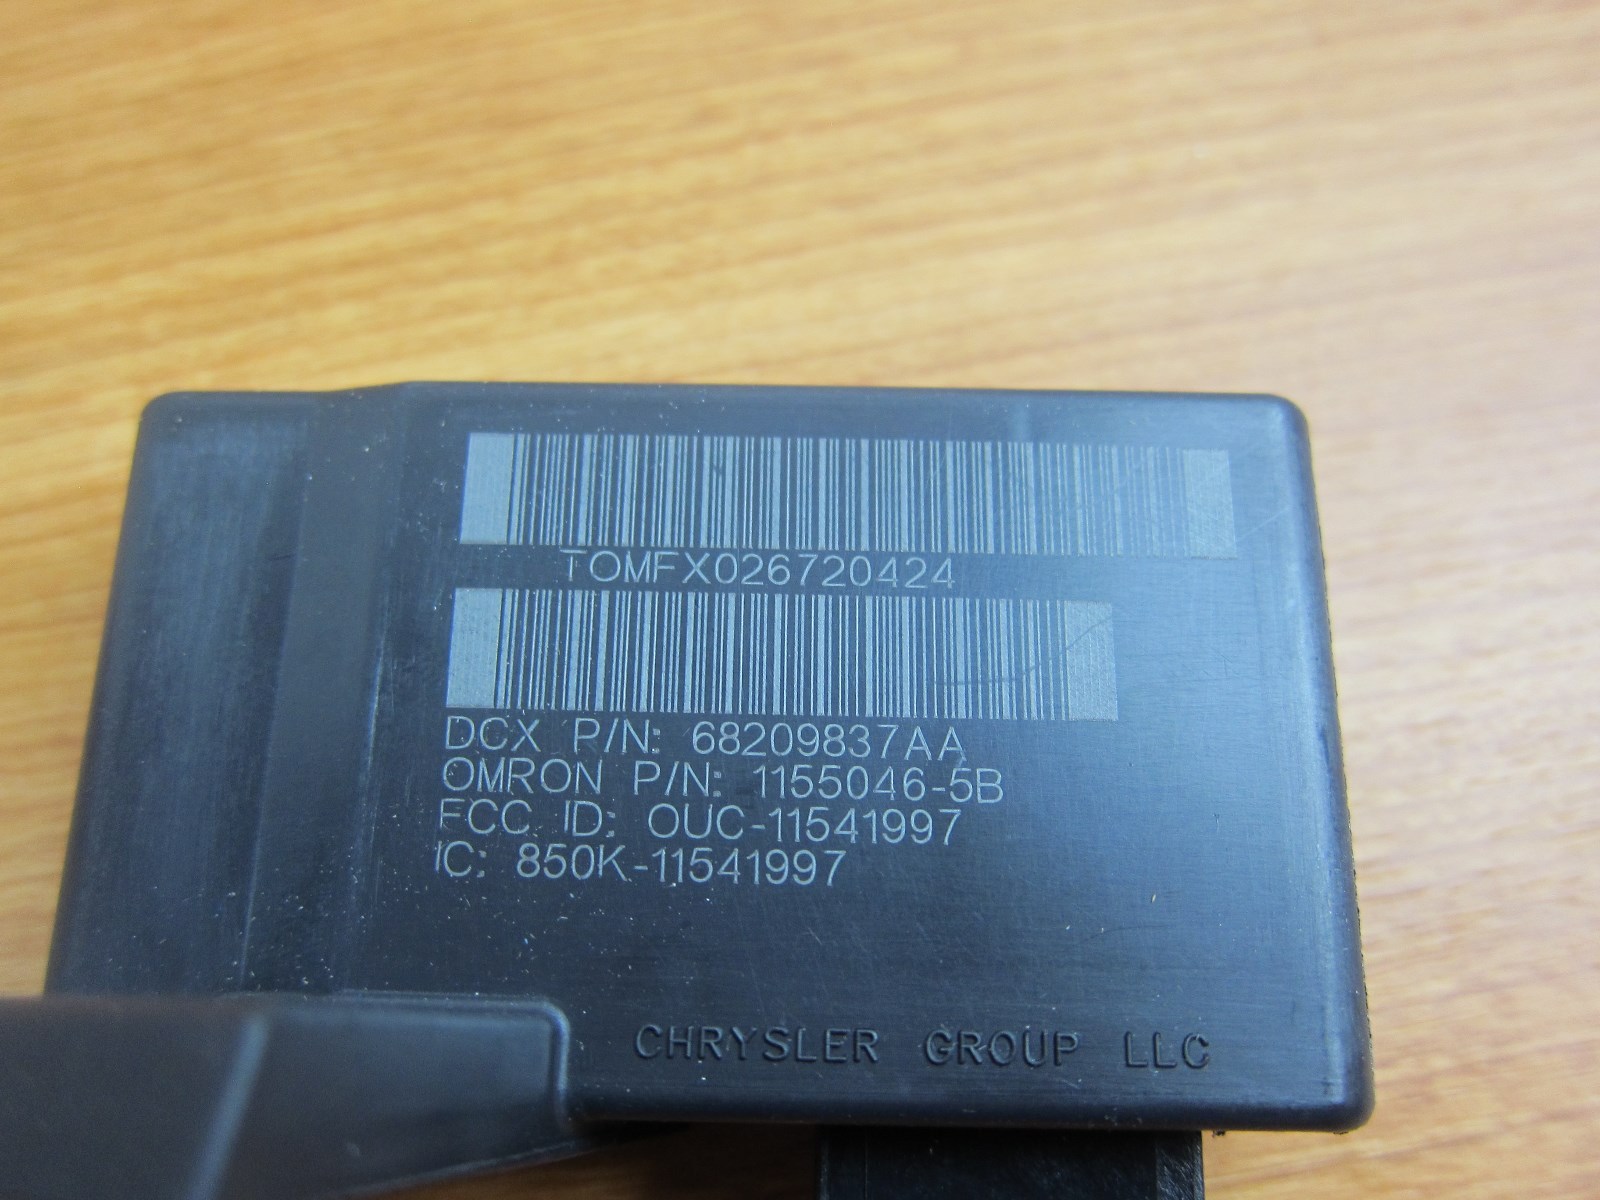 TOMFX026720424
DCX P/N: 68209837AA
OMRON P/N: 1155046-5B
FCC ID: OUC-11541997
IC: 850K-11541997
CHRYSLER GROUP LLC